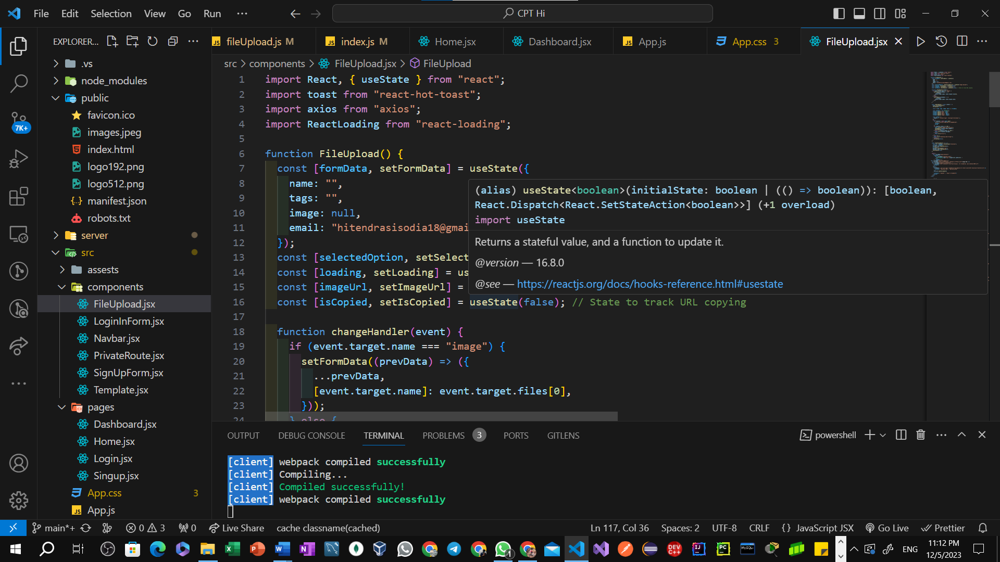 File Edit Selection View Go Run ···
CPT Hi
EXPLORER...
fileUpload.js M
index.js M
Home.jsx
Dashboard.jsx
App.js
App.css 3
FileUpload.jsx
src > components > FileUpload.jsx > FileUpload
.vs
node_modules
public
favicon.ico
images.jpeg
index.html
logo192.png
logo512.png
manifest.json
robots.txt
server
src
assests
components
FileUpload.jsx
LoginInForm.jsx
Navbar.jsx
PrivateRoute.jsx
SignUpForm.jsx
Template.jsx
pages
Dashboard.jsx
Home.jsx
Login.jsx
Singup.jsx
App.css 3
App.js
7K+
1 import React, { useState } from "react";
2 import toast from "react-hot-toast";
3 import axios from "axios";
4 import ReactLoading from "react-loading";
5
6 function FileUpload() {
7 const [formData, setFormData] = useState({
8 name: "",
9 tags: "",
10 image: null,
11 email: "hitendrasisodia18@gmai
12 });
13 const [selectedOption, setSelect
14 const [loading, setLoading] = us
15 const [imageUrl, setImageUrl] =
16 const [isCopied, setIsCopied] = useState(false); // State to track URL copying
17
18 function changeHandler(event) {
19 if (event.target.name === "image") {
20 setFormData((prevData) => ({
21 ...prevData,
22 [event.target.name]: event.target.files[0],
23 }));
24 } else {
(alias) useState<boolean>(initialState: boolean | (() => boolean)): [boolean,
React.Dispatch<React.SetStateAction<boolean>>] (+1 overload)
import useState
Returns a stateful value, and a function to update it.
@version — 16.8.0
@see — https://reactjs.org/docs/hooks-reference.html#usestate
OUTPUT DEBUG CONSOLE TERMINAL PROBLEMS 3 PORTS GITLENS
powershell
[client] webpack compiled successfully
[client] Compiling...
[client] Compiled successfully!
[client] webpack compiled successfully
main*+ 0 3 0 Live Share cache classname(cached)
Ln 117, Col 36 Spaces: 2 UTF-8 CRLF {} JavaScript JSX Go Live Prettier
ENG
11:12 PM
12/5/2023